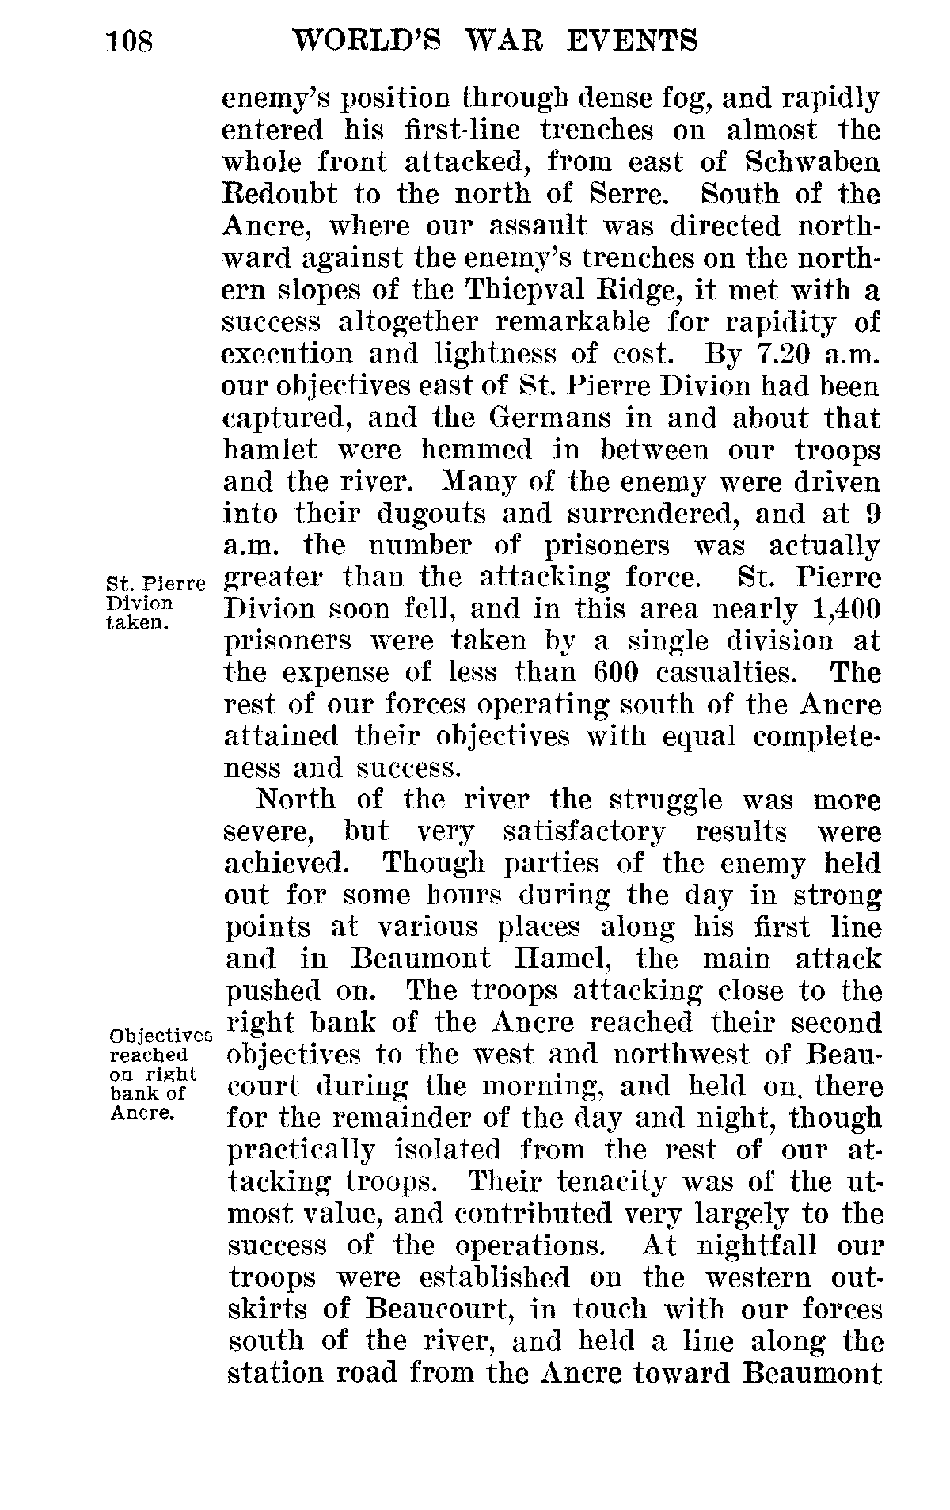 108 WORLD'S WAR EVENTS
enemy's position through dense fog, and rapidly
entered his first-line trenches on almost the
whole front attacked, from east of Schwaben
Redoubt to the north of Serre. South of the
Ancre, where our assault was directed north-
ward against the enemy's trenches on the north-
ern slopes of the Thiepval Ridge, it met with a
success altogether remarkable for rapidity of
execution and lightness of cost. By 7.20 a.m.
our objectives east of St. Pierre Divion had been
captured, and the Germans in and about that
hamlet were hemmed in between our troops
and the river. Many of the enemy were driven
into their dugouts and surrendered, and at 9
a.m. the number of prisoners was actually
greater than the attacking force. St. Pierre
Divion soon fell, and in this area nearly 1,400
prisoners were taken by a single division at
the expense of less than 600 casualties. The
rest of our forces operating south of the Ancre
attained their objectives with equal complete-
ness and success.
St. Pierre
Divion
taken.
North of the river the struggle was more
severe, but very satisfactory results were
achieved. Though parties of the enemy held
out for some hours during the day in strong
points at various places along his first line
and in Beaumont Hamel, the main attack
pushed on. The troops attacking close to the
right bank of the Ancre reached their second
objectives to the west and northwest of Beau-
court during the morning, and held on, there
for the remainder of the day and night, though
practically isolated from the rest of our at-
tacking troops. Their tenacity was of the ut-
most value, and contributed very largely to the
success of the operations. At nightfall our
troops were established on the western out-
skirts of Beaucourt, in touch with our forces
south of the river, and held a line along the
station road from the Ancre toward Beaumont
Objectives
reached
on right
bank of
Ancre.